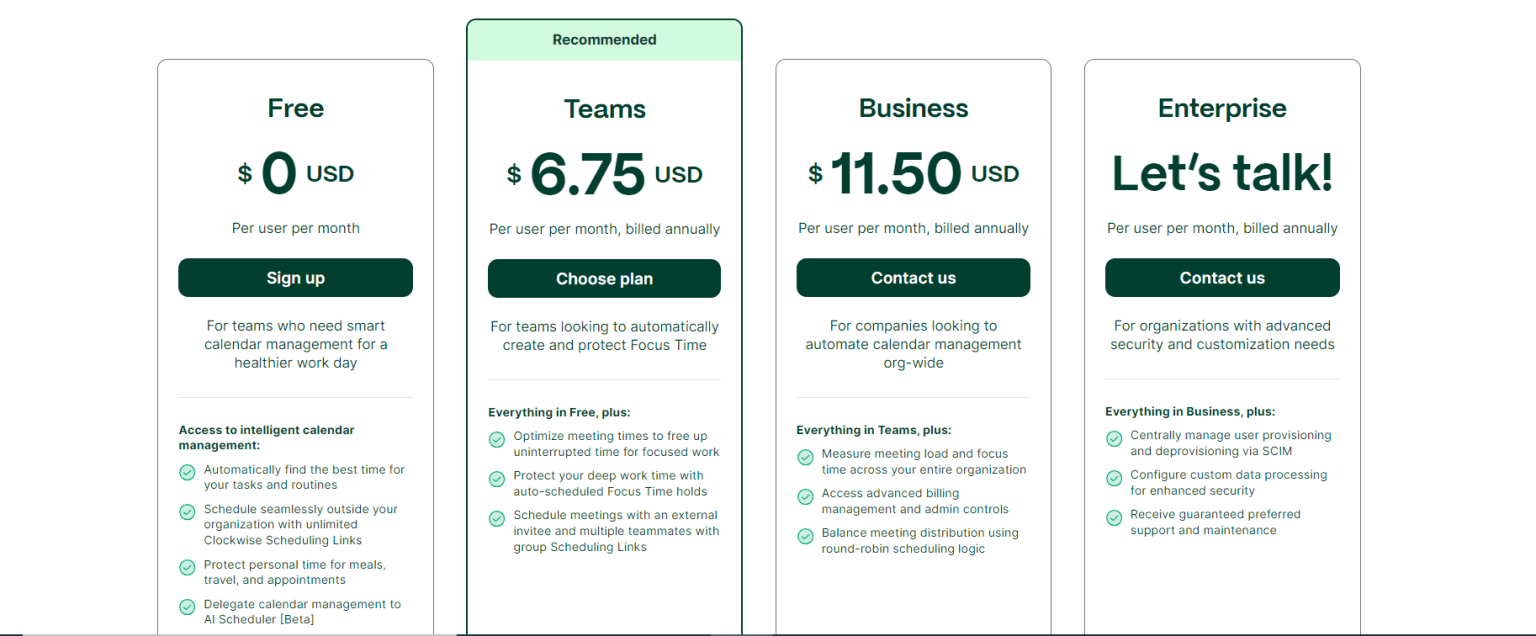 Recommended
Free
$ 0 USD
Per user per month
Sign up
For teams who need smart
calendar management for a
healthier work day
Access to intelligent calendar
management:
Automatically find the best time for
your tasks and routines
Schedule seamlessly outside your
organization with unlimited
Clockwise Scheduling Links
Protect personal time for meals,
travel, and appointments
Delegate calendar management to
AI Scheduler [Beta]
Teams
$ 6.75 USD
Per user per month, billed annually
Choose plan
For teams looking to automatically
create and protect Focus Time
Everything in Free, plus:
Optimize meeting times to free up
uninterrupted time for focused work
Protect your deep work time with
auto-scheduled Focus Time holds
Schedule meetings with an external
invitee and multiple teammates with
group Scheduling Links
Business
$ 11.50 USD
Per user per month, billed annually
Contact us
For companies looking to
automate calendar management
org-wide
Everything in Teams, plus:
Measure meeting load and focus
time across your entire organization
Access advanced billing
management and admin controls
Balance meeting distribution using
round-robin scheduling logic
Enterprise
Let’s talk!
Per user per month, billed annually
Contact us
For organizations with advanced
security and customization needs
Everything in Business, plus:
Centrally manage user provisioning
and deprovisioning via SCIM
Configure custom data processing
for enhanced security
Receive guaranteed preferred
support and maintenance